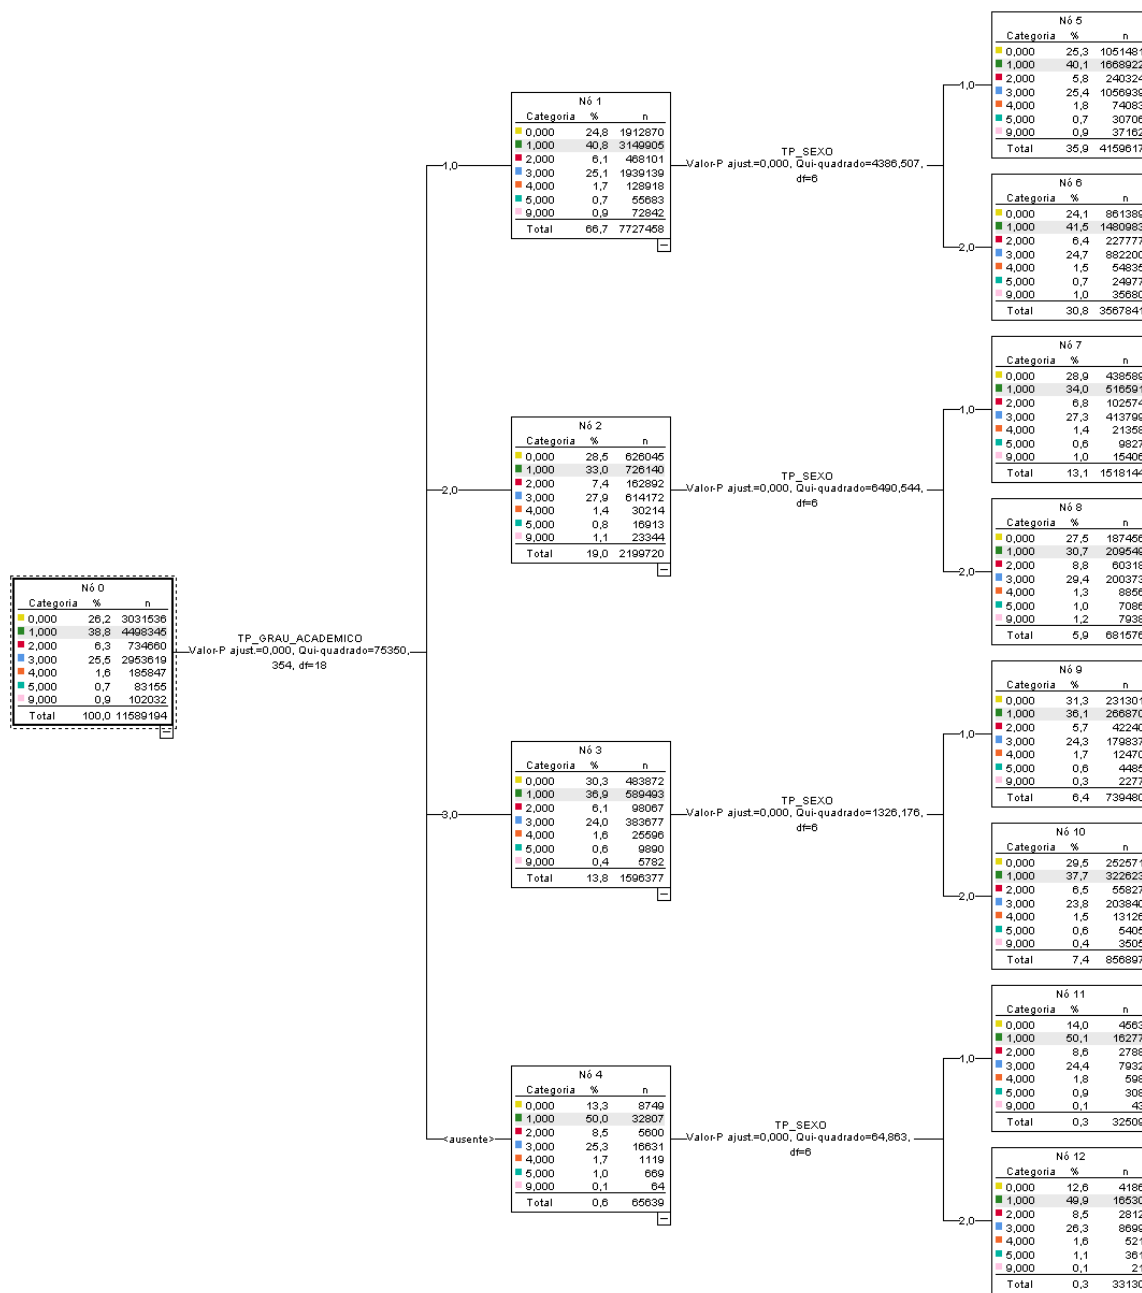 Nó 0
Categoria % n
0,000 26,2 3031536
1,000 38,8 4498345
2,000 6,3 734660
3,000 25,5 2953619
4,000 1,6 185847
5,000 0,7 83155
9,000 0,9 102032
Total 100,0 11589194
TP_GRAU_ACADEMICO
Valor-P ajust.=0,000, Qui-quadrado=75350,
354, df=18
1,0
Nó 1
Categoria % n
0,000 24,8 1912870
1,000 40,8 3149905
2,000 6,1 468101
3,000 25,1 1939139
4,000 1,7 128918
5,000 0,7 55683
9,000 0,9 72842
Total 66,7 7727458
TP_SEXO
Valor-P ajust.=0,000, Qui-quadrado=4386,507,
df=6
1,0
Nó 5
Categoria % n
0,000 25,3 1051481
1,000 40,1 1668922
2,000 5,8 240324
3,000 25,4 1056939
4,000 1,8 74083
5,000 0,7 30706
9,000 0,9 37162
Total 35,9 4159617
2,0
Nó 6
Categoria % n
0,000 24,1 861389
1,000 41,5 1480983
2,000 6,4 227777
3,000 24,7 882200
4,000 1,5 54835
5,000 0,7 24977
9,000 1,0 35680
Total 30,8 3567841
2,0
Nó 2
Categoria % n
0,000 28,5 626045
1,000 33,0 726140
2,000 7,4 162892
3,000 27,9 614172
4,000 1,4 30214
5,000 0,8 16913
9,000 1,1 23344
Total 19,0 2199720
TP_SEXO
Valor-P ajust.=0,000, Qui-quadrado=6490,544,
df=6
1,0
Nó 7
Categoria % n
0,000 28,9 438589
1,000 34,0 516591
2,000 6,8 102574
3,000 27,3 413799
4,000 1,4 21358
5,000 0,6 9827
9,000 1,0 15406
Total 13,1 1518144
2,0
Nó 8
Categoria % n
0,000 27,5 187456
1,000 30,7 209549
2,000 8,8 60318
3,000 29,4 200373
4,000 1,3 8856
5,000 1,0 7086
9,000 1,2 7938
Total 5,9 681576
3,0
Nó 3
Categoria % n
0,000 30,3 483872
1,000 36,9 589493
2,000 6,1 98067
3,000 24,0 383677
4,000 1,6 25596
5,000 0,6 9890
9,000 0,4 5782
Total 13,8 1596377
TP_SEXO
Valor-P ajust.=0,000, Qui-quadrado=1326,176,
df=6
1,0
Nó 9
Categoria % n
0,000 31,3 231301
1,000 36,1 266870
2,000 5,7 42240
3,000 24,3 179837
4,000 1,7 12470
5,000 0,6 4485
9,000 0,3 2277
Total 6,4 739480
2,0
Nó 10
Categoria % n
0,000 29,5 252571
1,000 37,7 322623
2,000 6,5 55827
3,000 23,8 203840
4,000 1,5 13126
5,000 0,6 5405
9,000 0,4 3505
Total 7,4 856897
<ausente>
Nó 4
Categoria % n
0,000 13,3 8749
1,000 50,0 32807
2,000 8,5 5600
3,000 25,3 16631
4,000 1,7 1119
5,000 1,0 669
9,000 0,1 64
Total 0,6 65639
TP_SEXO
Valor-P ajust.=0,000, Qui-quadrado=64,863,
df=6
1,0
Nó 11
Categoria % n
0,000 14,0 4563
1,000 50,1 16277
2,000 8,6 2788
3,000 24,4 7932
4,000 1,8 598
5,000 0,9 308
9,000 0,1 43
Total 0,3 32509
2,0
Nó 12
Categoria % n
0,000 12,6 4186
1,000 49,9 16530
2,000 8,5 2812
3,000 26,3 8699
4,000 1,6 521
5,000 1,1 361
9,000 0,1 21
Total 0,3 33130